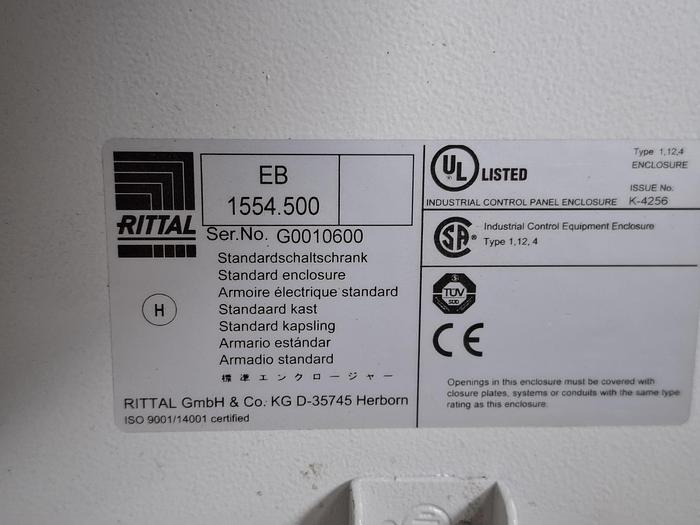 RITTAL
EB
1554.500
Ser.No. G0010600
Standardschaltschrank
Standard enclosure
Armoire électrique standard
Standaard kast
Standard kapsling
Armario estándar
Armadio standard
標準エンクロージャー
H
RITTAL GmbH & Co. KG D-35745 Herborn
ISO 9001/14001 certified
UL LISTED
Type 1,12,4
ENCLOSURE
ISSUE No.
INDUSTRIAL CONTROL PANEL ENCLOSURE K-4256
SA® Industrial Control Equipment Enclosure
Type 1,12, 4
TÜV
SÜD
CE
Openings in this enclosure must be covered with
closure plates, systems or conduits with the same type
rating as this enclosure.